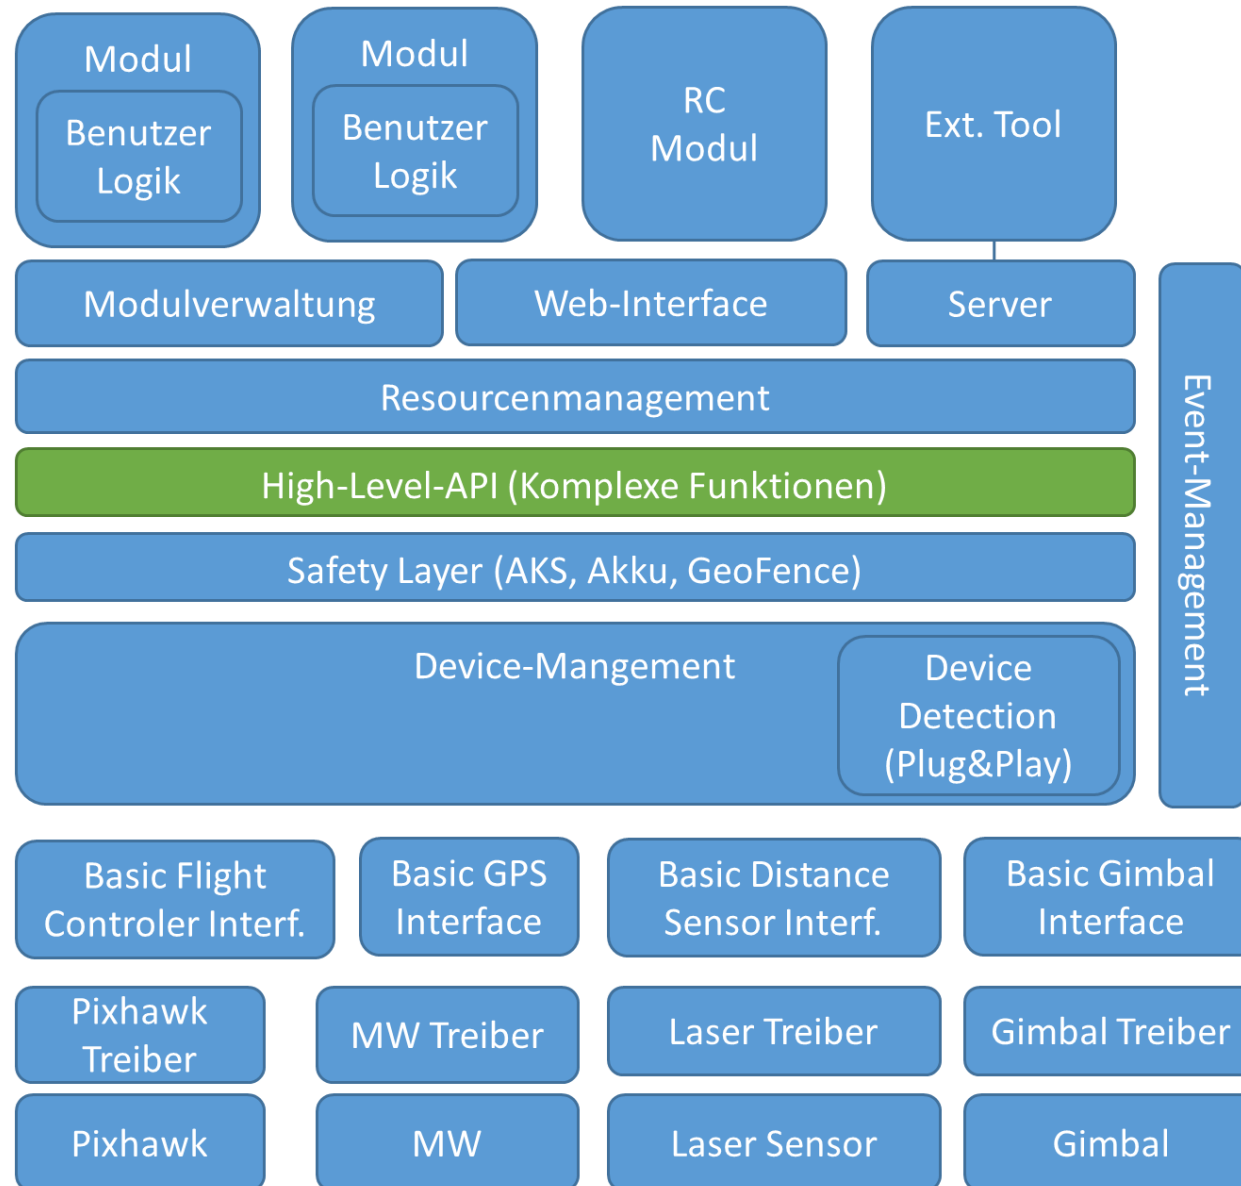 Modul
Benutzer
Logik
Modul
Benutzer
Logik
RC
Modul
Ext. Tool
Modulverwaltung
Web-Interface
Server
Resourcenmanagement
High-Level-API (Komplexe Funktionen)
Safety Layer (AKS, Akku, GeoFence)
Device-Mangement
Device
Detection
(Plug&Play)
Event-Management
Basic Flight
Controler Interf.
Basic GPS
Interface
Basic Distance
Sensor Interf.
Basic Gimbal
Interface
Pixhawk
Treiber
MW Treiber
Laser Treiber
Gimbal Treiber
Pixhawk
MW
Laser Sensor
Gimbal